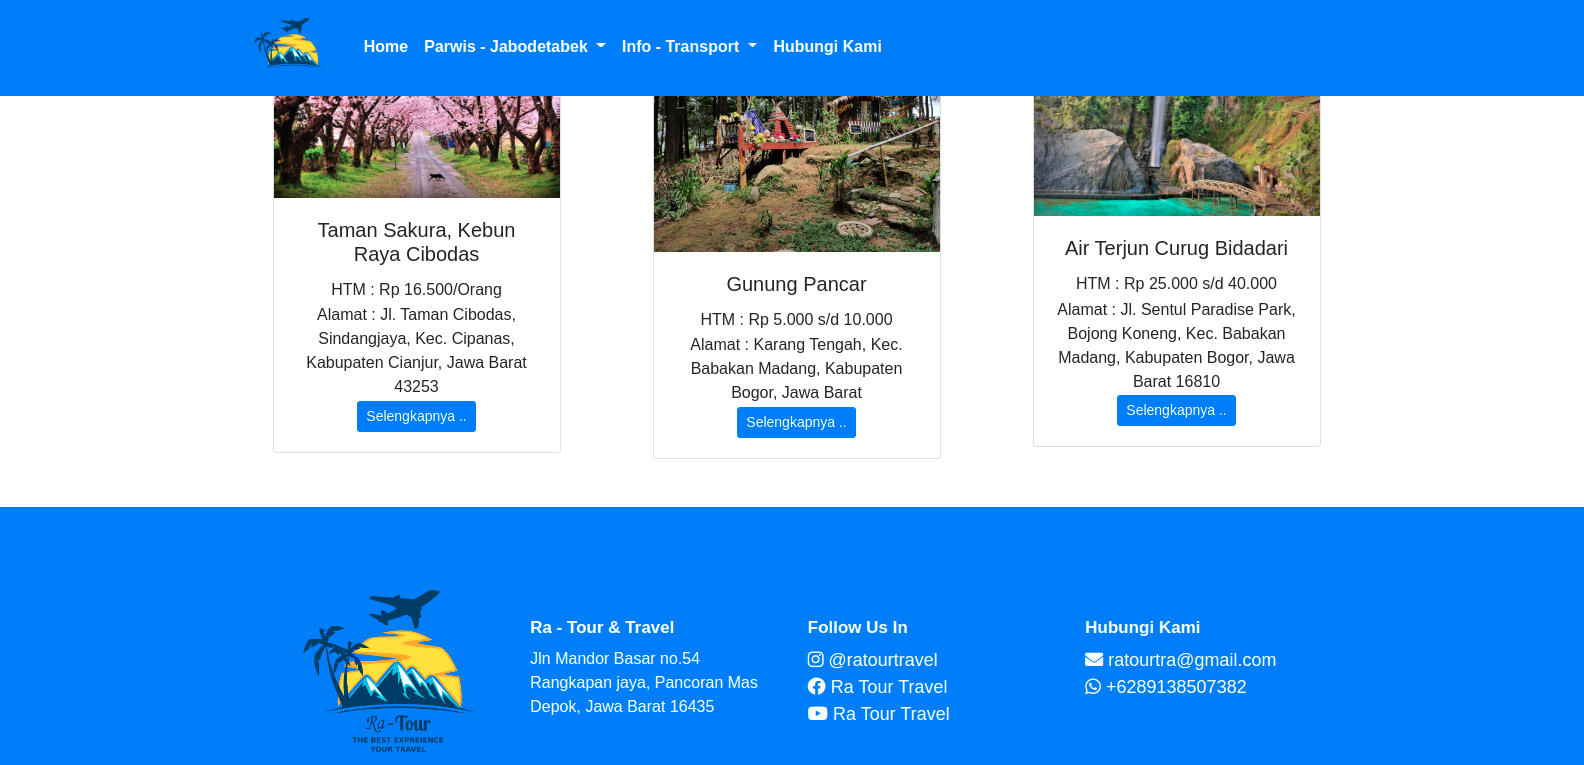 Home
Parwis - Jabodetabek
Info - Transport
Hubungi Kami
Taman Sakura, Kebun
Raya Cibodas
HTM : Rp 16.500/Orang
Alamat : Jl. Taman Cibodas,
Sindangjaya, Kec. Cipanas,
Kabupaten Cianjur, Jawa Barat
43253
Selengkapnya ..
Gunung Pancar
HTM : Rp 5.000 s/d 10.000
Alamat : Karang Tengah, Kec.
Babakan Madang, Kabupaten
Bogor, Jawa Barat
Selengkapnya ..
Air Terjun Curug Bidadari
HTM : Rp 25.000 s/d 40.000
Alamat : Jl. Sentul Paradise Park,
Bojong Koneng, Kec. Babakan
Madang, Kabupaten Bogor, Jawa
Barat 16810
Selengkapnya ..
Ra - Tour
THE BEST EXPREIENCE
YOUR TRAVEL
Ra - Tour & Travel
Jln Mandor Basar no.54
Rangkapan jaya, Pancoran Mas
Depok, Jawa Barat 16435
Follow Us In
@ratourtravel
Ra Tour Travel
Ra Tour Travel
Hubungi Kami
ratourtra@gmail.com
+6289138507382